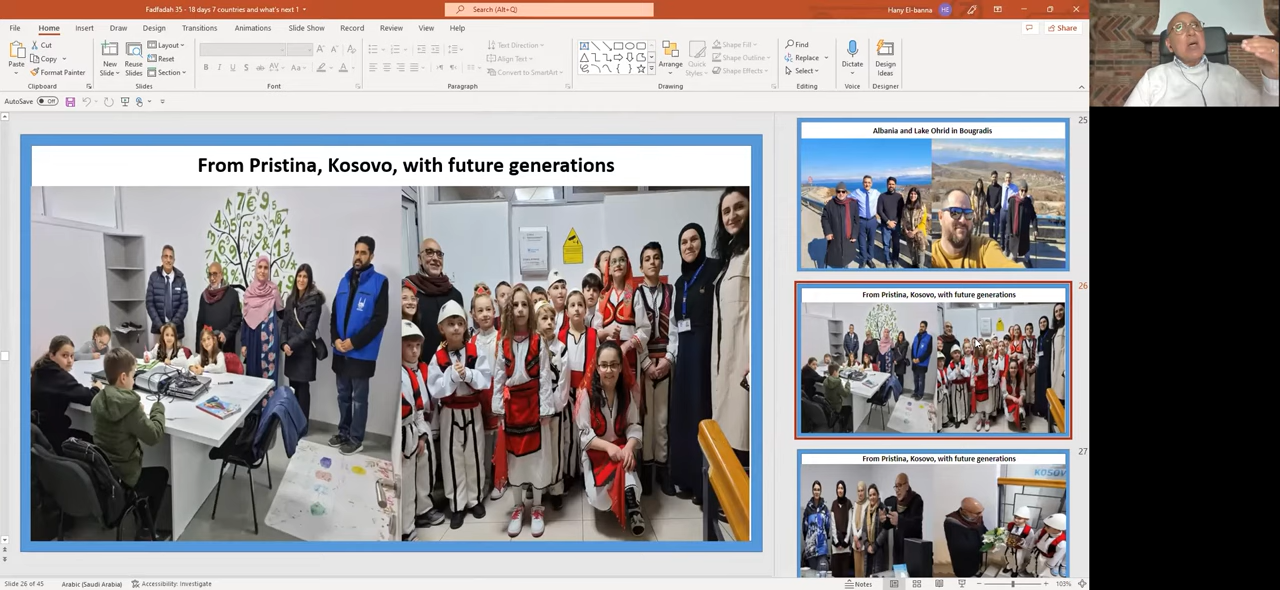 Fadfadah 35 - 18 days 7 countries and what's next 1
Search (Alt+Q)
Hany El-banna
HE
File Home Insert Draw Design Transitions Animations Slide Show Record Review View Help
Share
Paste
Cut
Copy
Format Painter
Clipboard
New Slide
Reuse Slides
Layout
Reset
Section
Slides
Font
Text Direction
Align Text
Convert to SmartArt
Paragraph
Arrange
Quick Styles
Shape Fill
Shape Outline
Shape Effects
Drawing
Find
Replace
Select
Editing
Dictate
Voice
Design Ideas
Designer
AutoSave Off
From Pristina, Kosovo, with future generations
25
Albania and Lake Ohrid in Bougradis
26
From Pristina, Kosovo, with future generations
27
From Pristina, Kosovo, with future generations
Slide 26 of 45
Arabic (Saudi Arabia)
Accessibility: Investigate
Notes
103%